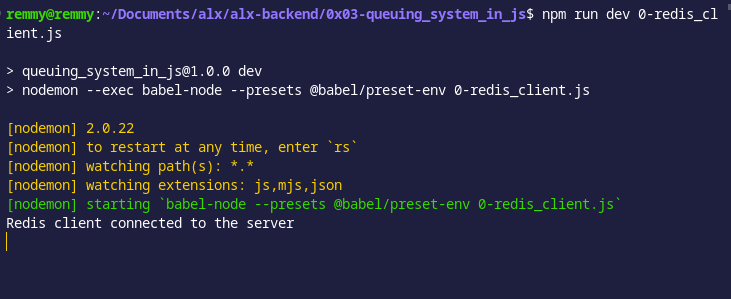 remmy@remmy:~/Documents/alx/alx-backend/0x03-queuing_system_in_js$ npm run dev 0-redis_cl
ient.js
> queuing_system_in_js@1.0.0 dev
> nodemon --exec babel-node --presets @babel/preset-env 0-redis_client.js
[nodemon] 2.0.22
[nodemon] to restart at any time, enter `rs`
[nodemon] watching path(s): *.*
[nodemon] watching extensions: js,mjs,json
[nodemon] starting `babel-node --presets @babel/preset-env 0-redis_client.js`
Redis client connected to the server